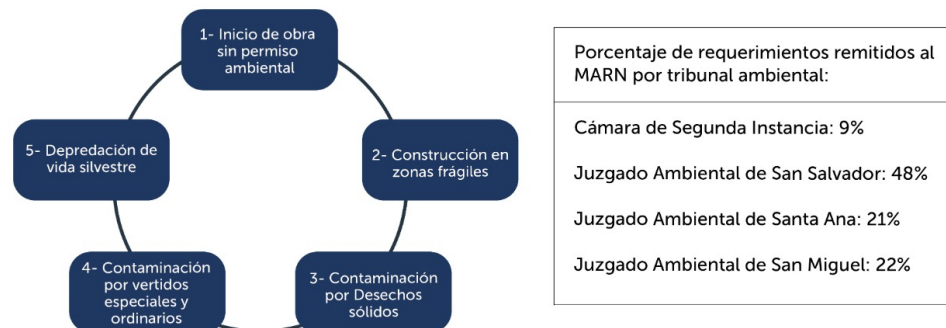 1- Inicio de obra
sin permiso
ambiental
2- Construcción en
zonas frágiles
3- Contaminación
por Desechos
sólidos
4- Contaminación
por vertidos
especiales y
ordinarios
5- Depredación de
vida silvestre
Porcentaje de requerimientos remitidos al
MARN por tribunal ambiental:
Cámara de Segunda Instancia: 9%
Juzgado Ambiental de San Salvador: 48%
Juzgado Ambiental de Santa Ana: 21%
Juzgado Ambiental de San Miguel: 22%